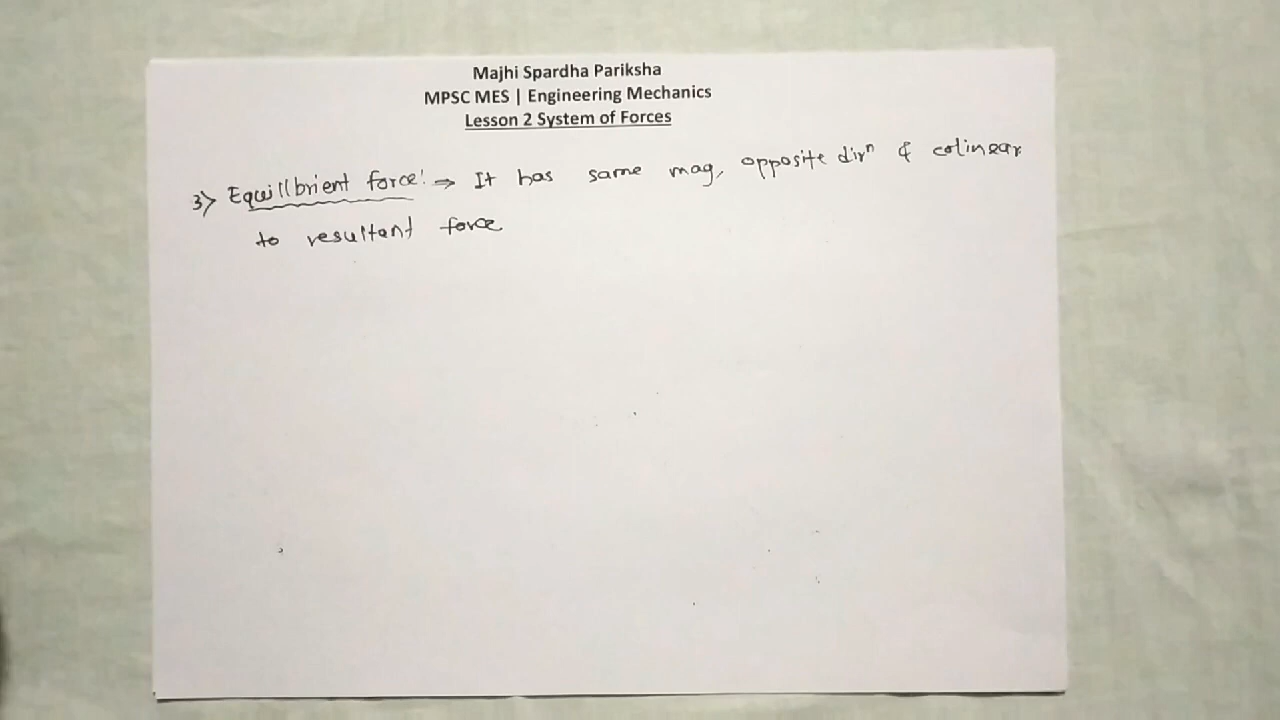 Majhi Spardha Pariksha
MPSC MES | Engineering Mechanics
Lesson 2 System of Forces
3) Equillbrient force: → It has same mag, opposite dirⁿ & colinear
to resultant force